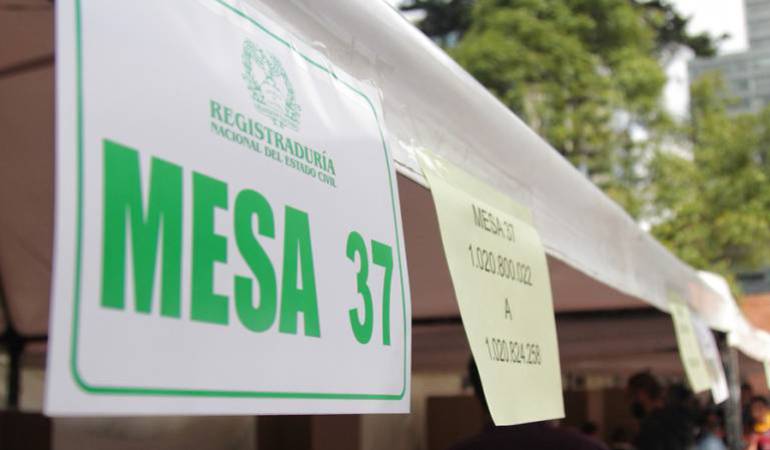 REGISTRADURÍA
NACIONAL DEL ESTADO CIVIL
MESA 37
MESA 37
1.020.800.022
A
1.020.824.258